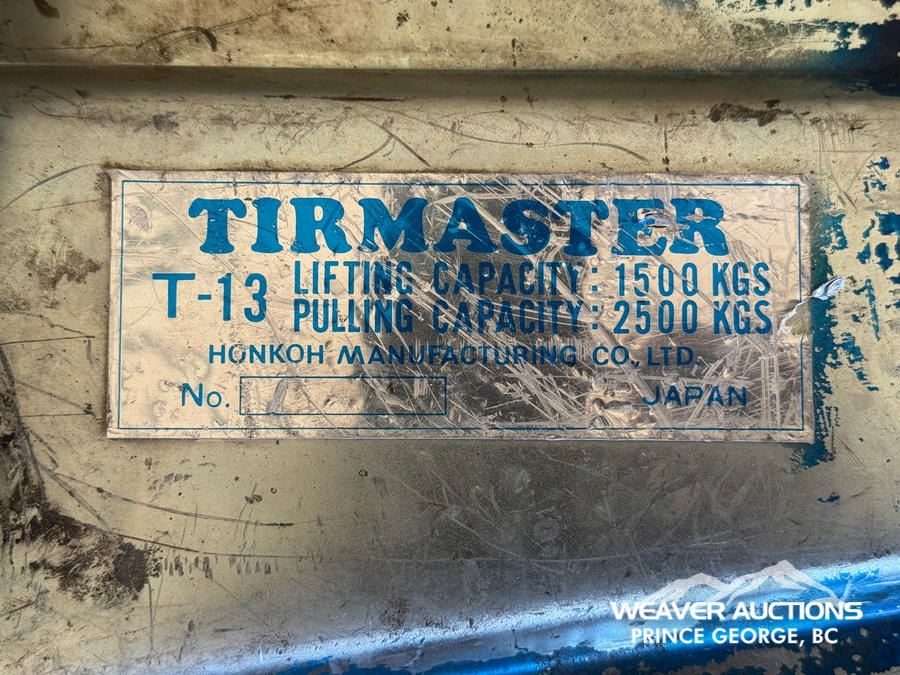 TIRMASTER
T-13 LIFTING CAPACITY: 1500 KGS
PULLING CAPACITY: 2500 KGS
HONKOH MANUFACTURING CO., LTD.
No. JAPAN
WEAVER AUCTIONS
PRINCE GEORGE, BC